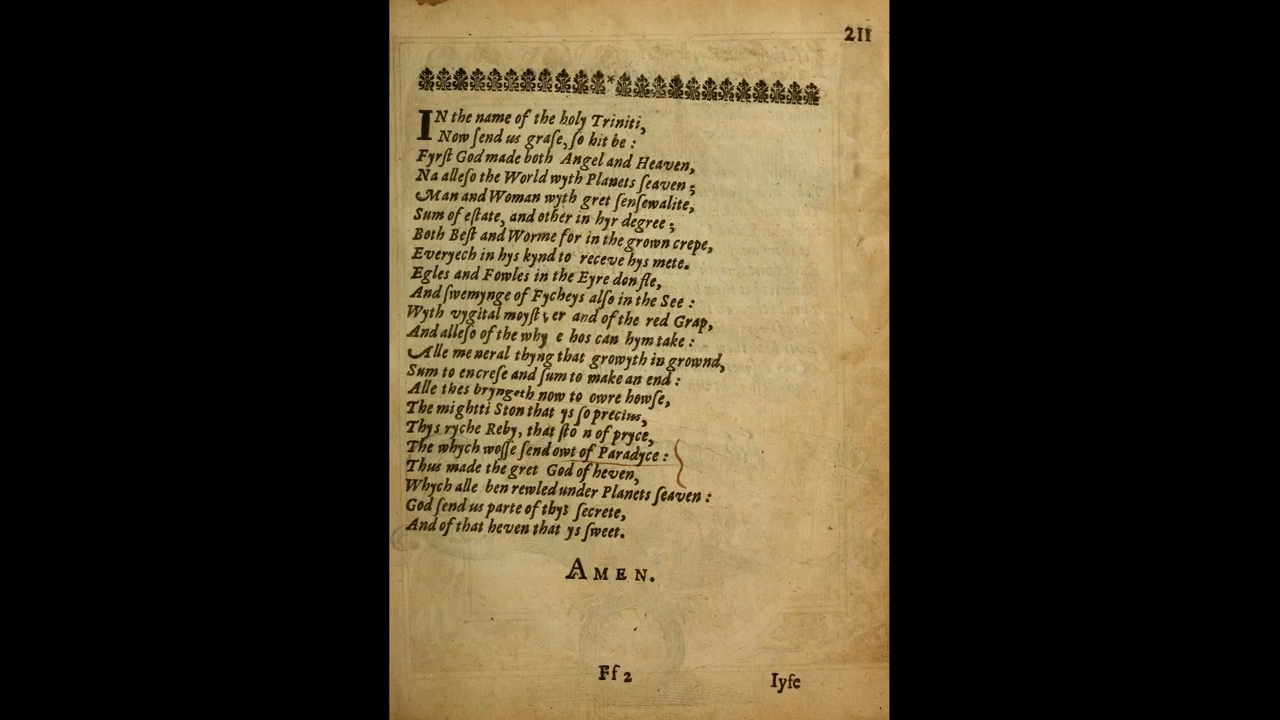 211
IN the name of the holy Triniti,
Now ſend us graſe, ſo hit be :
Fyrſt God made both Angel and Heaven,
Na alleſo the World wyth Planets ſeaven ;
Man and Woman wyth gret ſenſewalite,
Sum of eſtate, and other in hyr degree ;
Both Beſt and Worme for in the grown crepe,
Everyech in hys kynd to receve hys mete.
Egles and Fowles in the Eyre don fle,
And ſwemynge of Fycheys alſo in the See :
Wyth vygital moyſt er and of the red Grap,
And alleſo of the why e hos can hym take :
Alle meneral thyng that growyth in grownd,
Sum to encreſe and ſum to make an end :
Alle thes bryngeth now to owre howſe,
The mightti Ston that ys ſo precius,
Thys ryche Reby, that ſto n of pryce,
The whych woſſe ſend owt of Paradyce :
Thus made the gret God of heven,
Whych alle ben rewled under Planets ſeaven :
God ſend us parte of thys ſecrete,
And of that heven that ys ſweet.
AMEN.
Ff 2
Iyfe